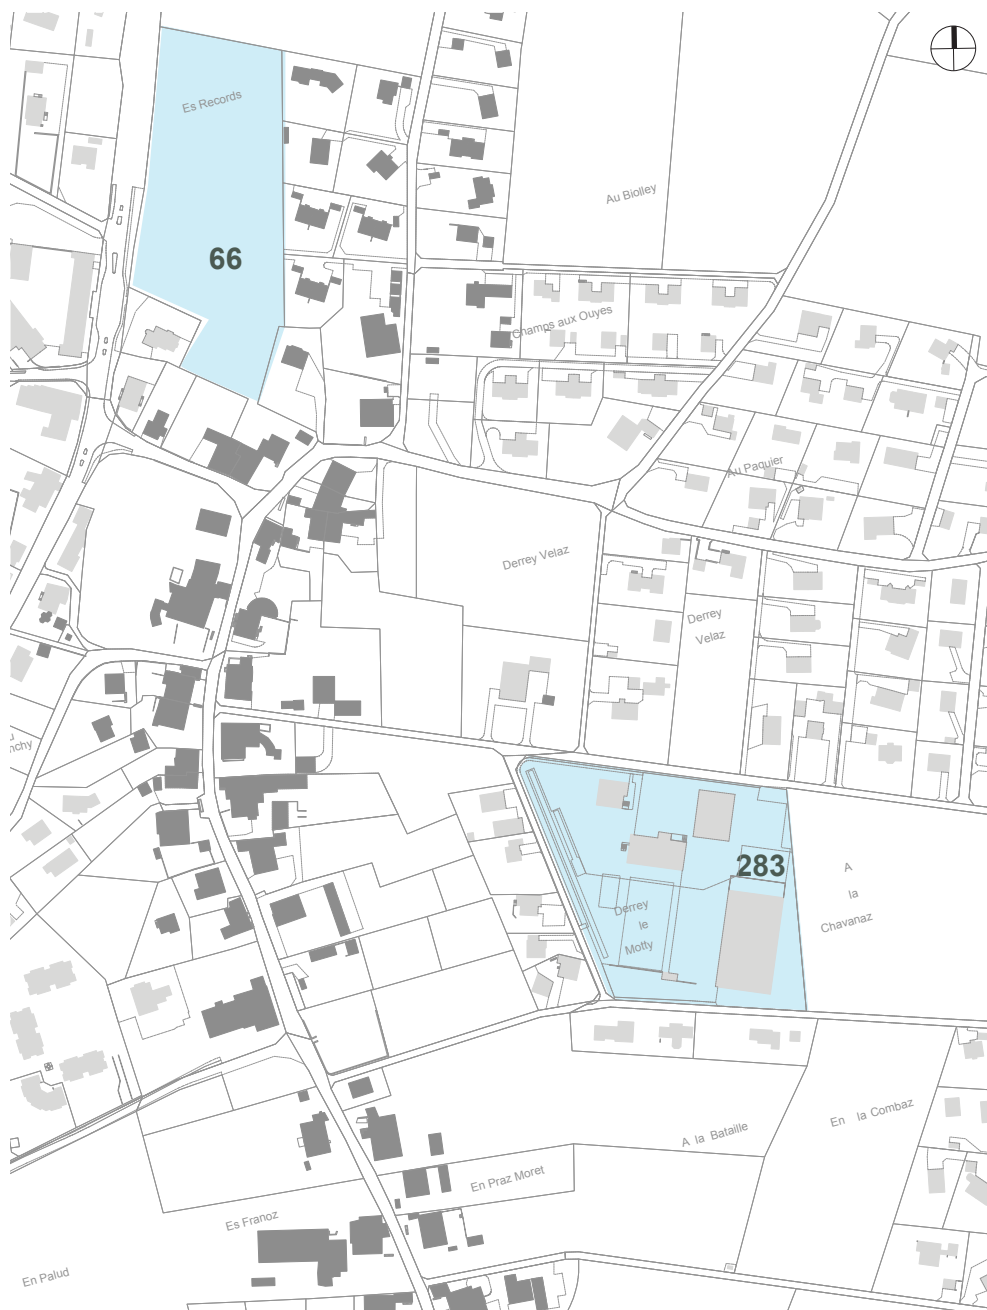 Es Records
Au Biolley
66
Champs aux Ouyes
Au Paquier
Derrey Velaz
Derrey
Velaz
nchy
283
A
la
Chavanaz
Derrey
le
Motty
En la Combaz
A la Bataille
En Praz Moret
Es Franoz
En Palud